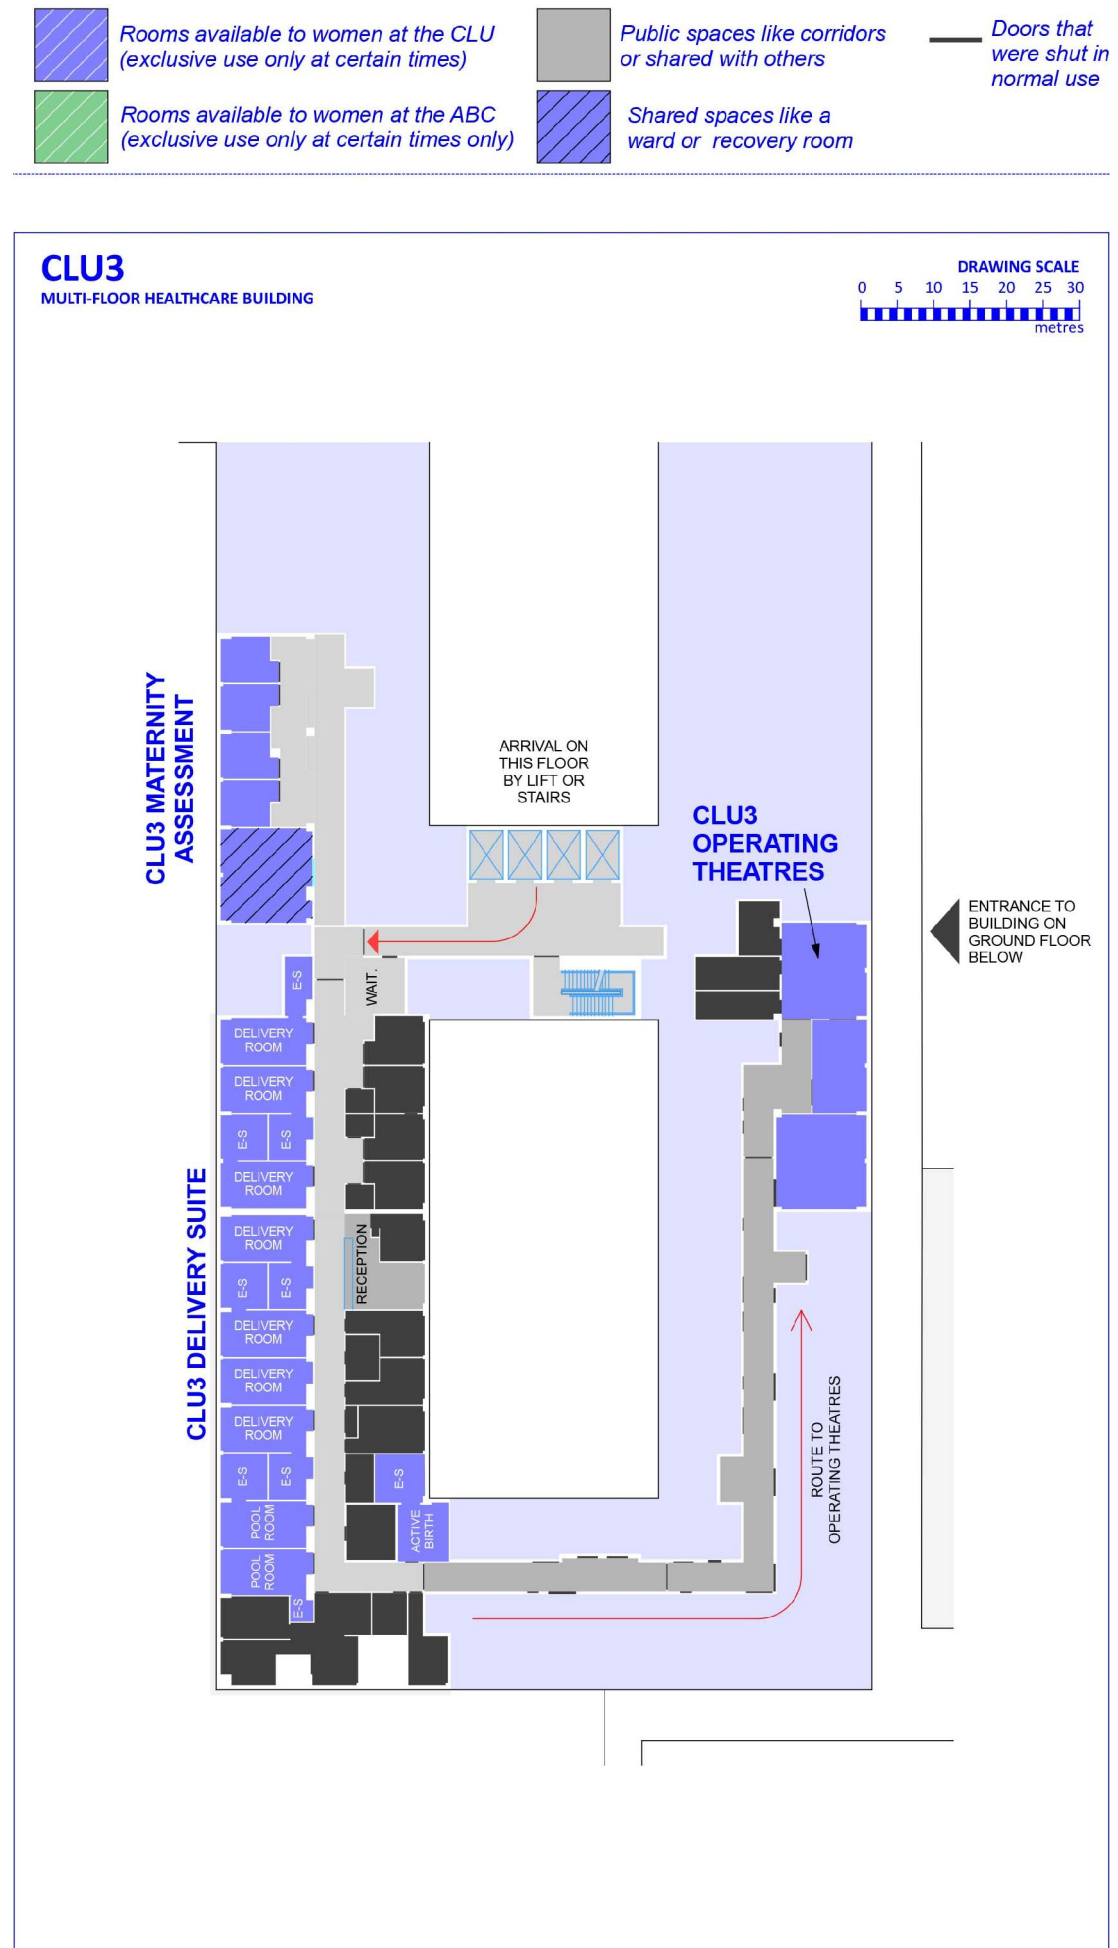 Rooms available to women at the CLU
(exclusive use only at certain times)
Public spaces like corridors
or shared with others
Doors that
were shut in
normal use
Rooms available to women at the ABC
(exclusive use only at certain times only)
Shared spaces like a
ward or recovery room
CLU3
MULTI-FLOOR HEALTHCARE BUILDING
DRAWING SCALE
0 5 10 15 20 25 30
metres
CLU3 MATERNITY
ASSESSMENT
ARRIVAL ON
THIS FLOOR
BY LIFT OR
STAIRS
CLU3
OPERATING
THEATRES
ENTRANCE TO
BUILDING ON
GROUND FLOOR
BELOW
WAIT.
E-S
DELIVERY
ROOM
DELIVERY
ROOM
E-S
E-S
DELIVERY
ROOM
CLU3 DELIVERY SUITE
DELIVERY
ROOM
RECEPTION
E-S
E-S
DELIVERY
ROOM
DELIVERY
ROOM
DELIVERY
ROOM
E-S
E-S
E-S
POOL
ROOM
ACTIVE
BIRTH
POOL
ROOM
E-S
ROUTE TO
OPERATING THEATRES